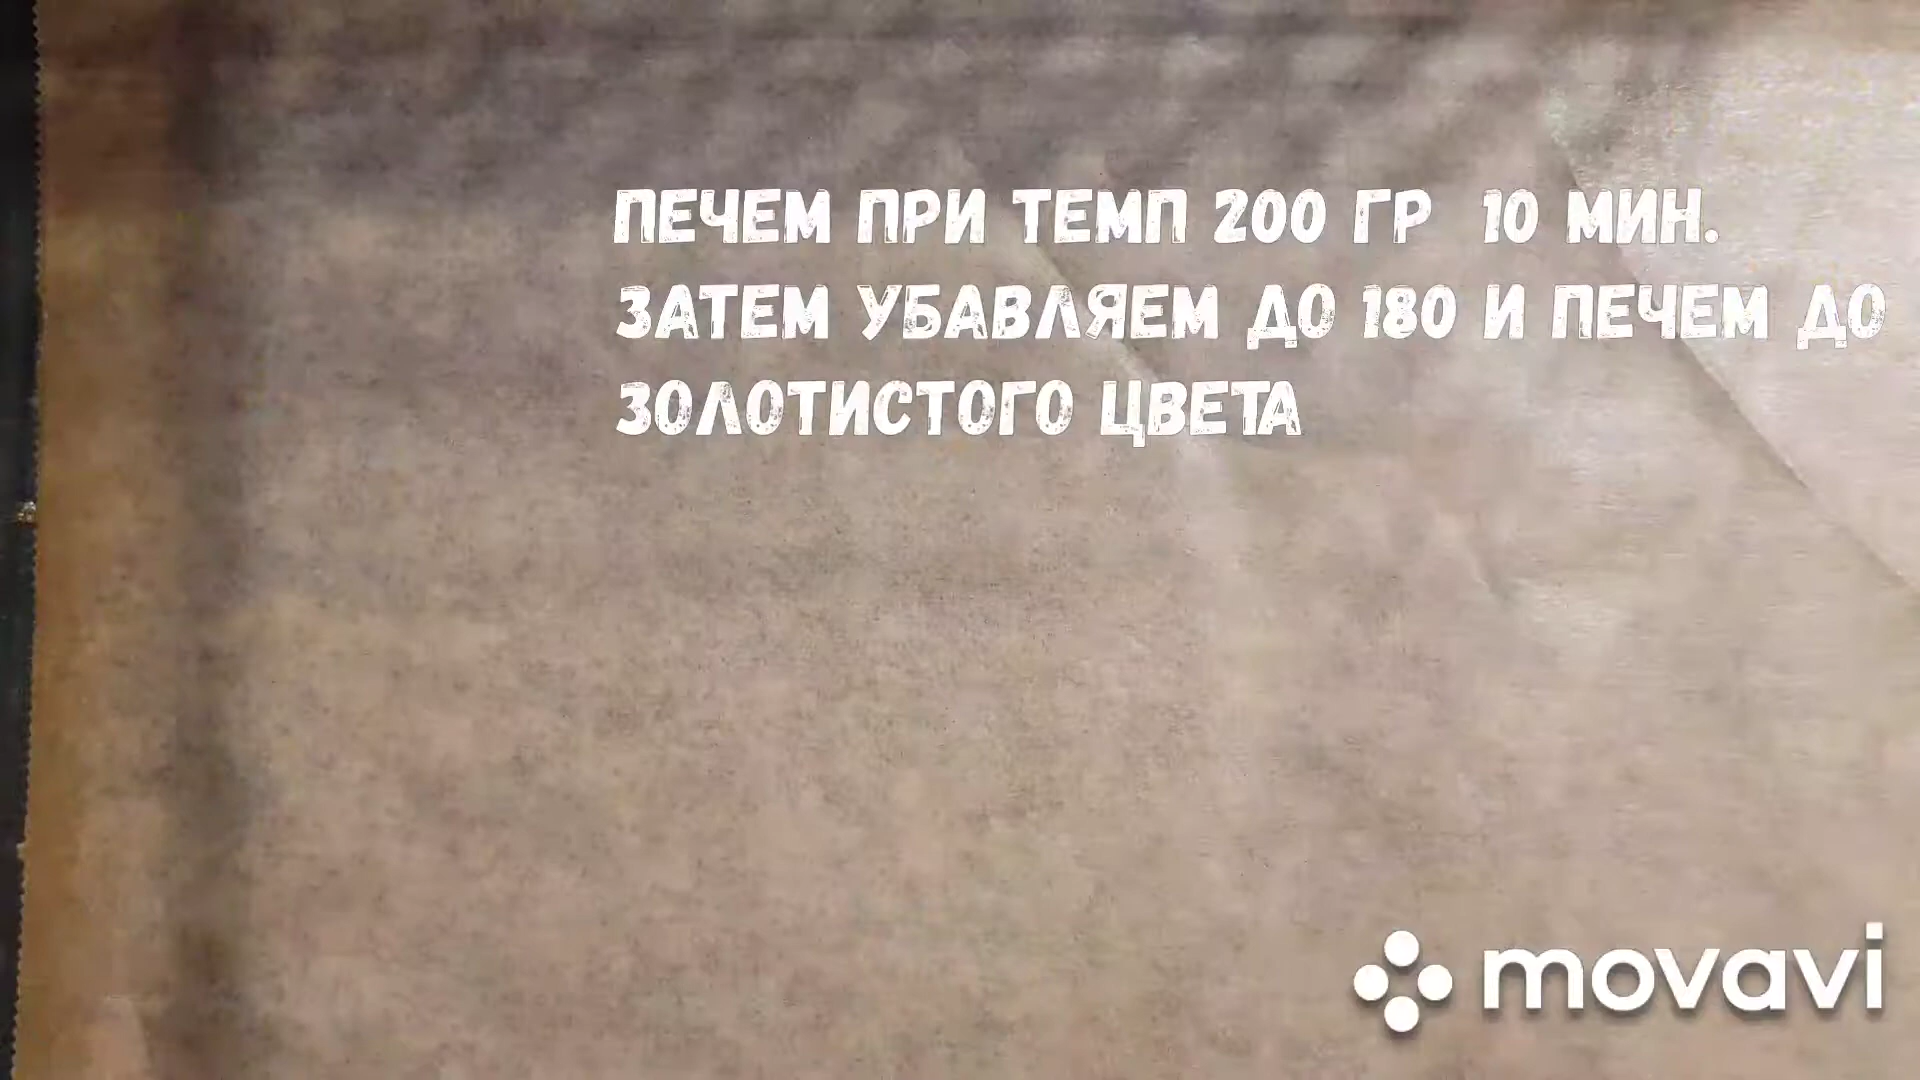 ПЕЧЕМ ПРИ ТЕМП 200 ГР 10 МИН.
ЗАТЕМ УБАВЛЯЕМ ДО 180 И ПЕЧЕМ ДО
ЗОЛОТИСТОГО ЦВЕТА
movavi